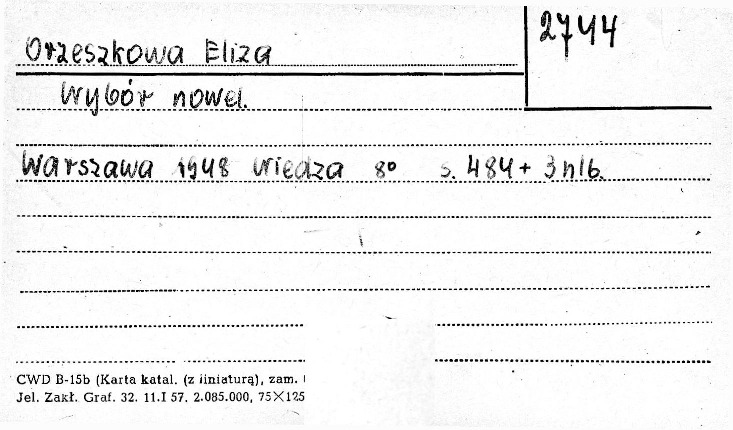 2744
Orzeszkowa Eliza
Wybór nowel.
Warszawa 1948 Wiedza 8° s. 484 + 3 nlb.
CWD B-15b (Karta katal. (z liniaturą), zam.
Jel. Zakł. Graf. 32. 11.I 57. 2.085.000, 75×125